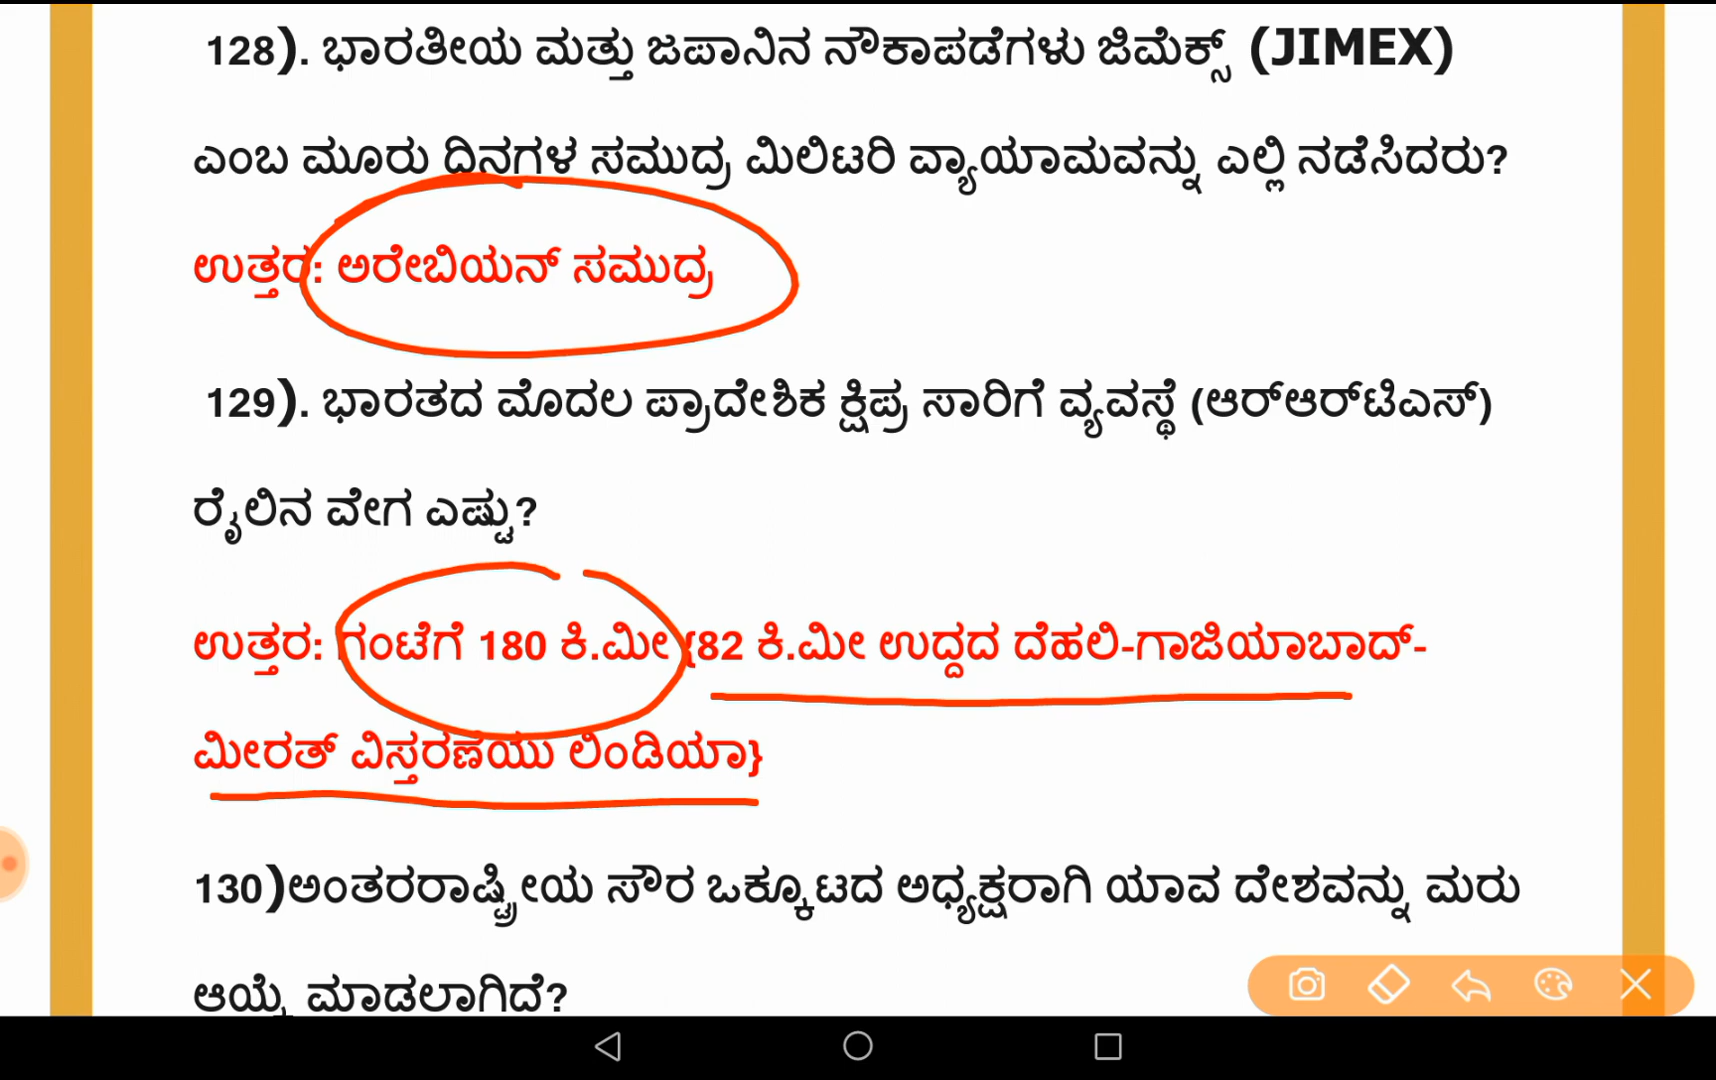 128). ಭಾರತೀಯ ಮತ್ತು ಜಪಾನಿನ ನೌಕಾಪಡೆಗಳು ಜಿಮೆಕ್ಸ್ (JIMEX)
ಎಂಬ ಮೂರು ದಿನಗಳ ಸಮುದ್ರ ಮಿಲಿಟರಿ ವ್ಯಾಯಾಮವನ್ನು ಎಲ್ಲಿ ನಡೆಸಿದರು?
ಉತ್ತರ: ಅರೇಬಿಯನ್ ಸಮುದ್ರ
129). ಭಾರತದ ಮೊದಲ ಪ್ರಾದೇಶಿಕ ಕ್ಷಿಪ್ರ ಸಾರಿಗೆ ವ್ಯವಸ್ಥೆ (ಆರ್ಆರ್‌ಟಿಎಸ್)
ರೈಲಿನ ವೇಗ ಎಷ್ಟು?
ಉತ್ತರ: ಗಂಟೆಗೆ 180 ಕಿ.ಮೀ {82 ಕಿ.ಮೀ ಉದ್ದದ ದೆಹಲಿ-ಗಾಜಿಯಾಬಾದ್-
ಮೀರತ್ ವಿಸ್ತರಣೆಯು ಲಿಂಡಿಯಾ}
130)ಅಂತರರಾಷ್ಟ್ರೀಯ ಸೌರ ಒಕ್ಕೂಟದ ಅಧ್ಯಕ್ಷರಾಗಿ ಯಾವ ದೇಶವನ್ನು ಮರು
ಆಯ್ಕೆ ಮಾಡಲಾಗಿದೆ?